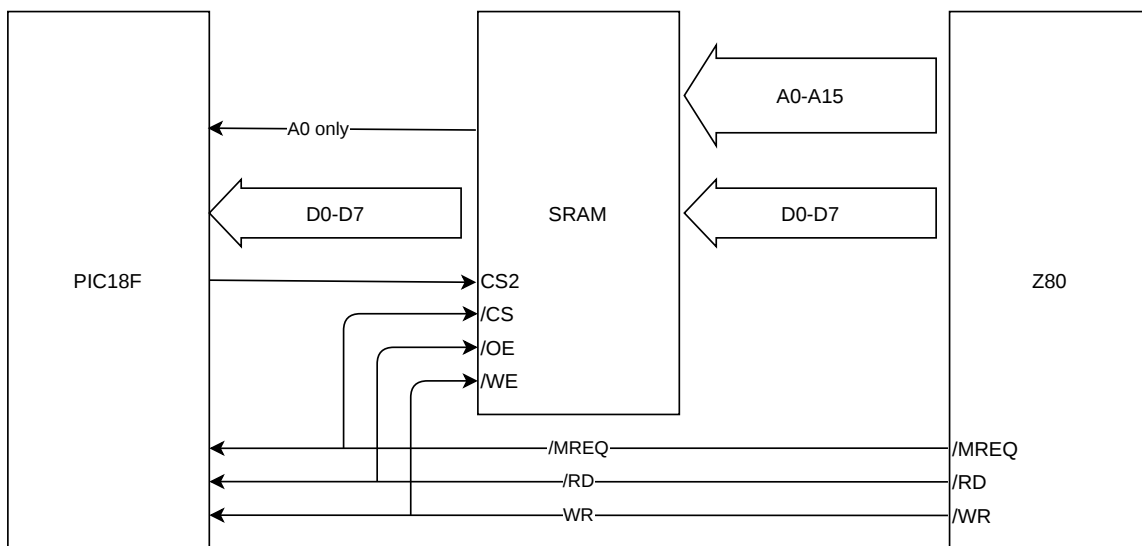 A0-A15
A0 only
D0-D7
SRAM
D0-D7
PIC18F
CS2
Z80
/CS
/OE
/WE
/MREQ
/MREQ
/RD
/RD
WR
/WR